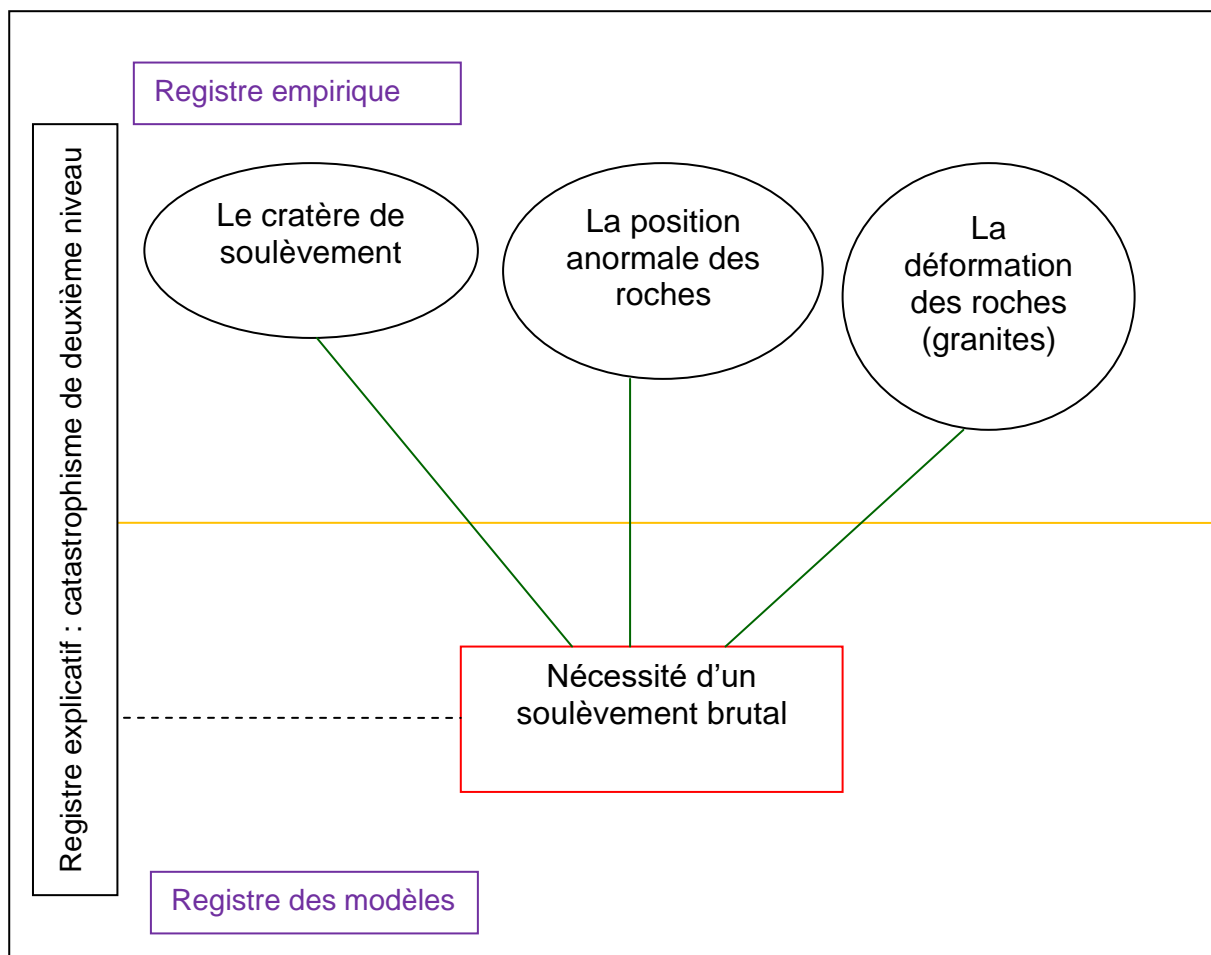 Registre empirique
Registre explicatif : catastrophisme de deuxième niveau
Le cratère de
soulèvement
La position
anormale des
roches
La
déformation
des roches
(granites)
Nécessité d’un
soulèvement brutal
Registre des modèles